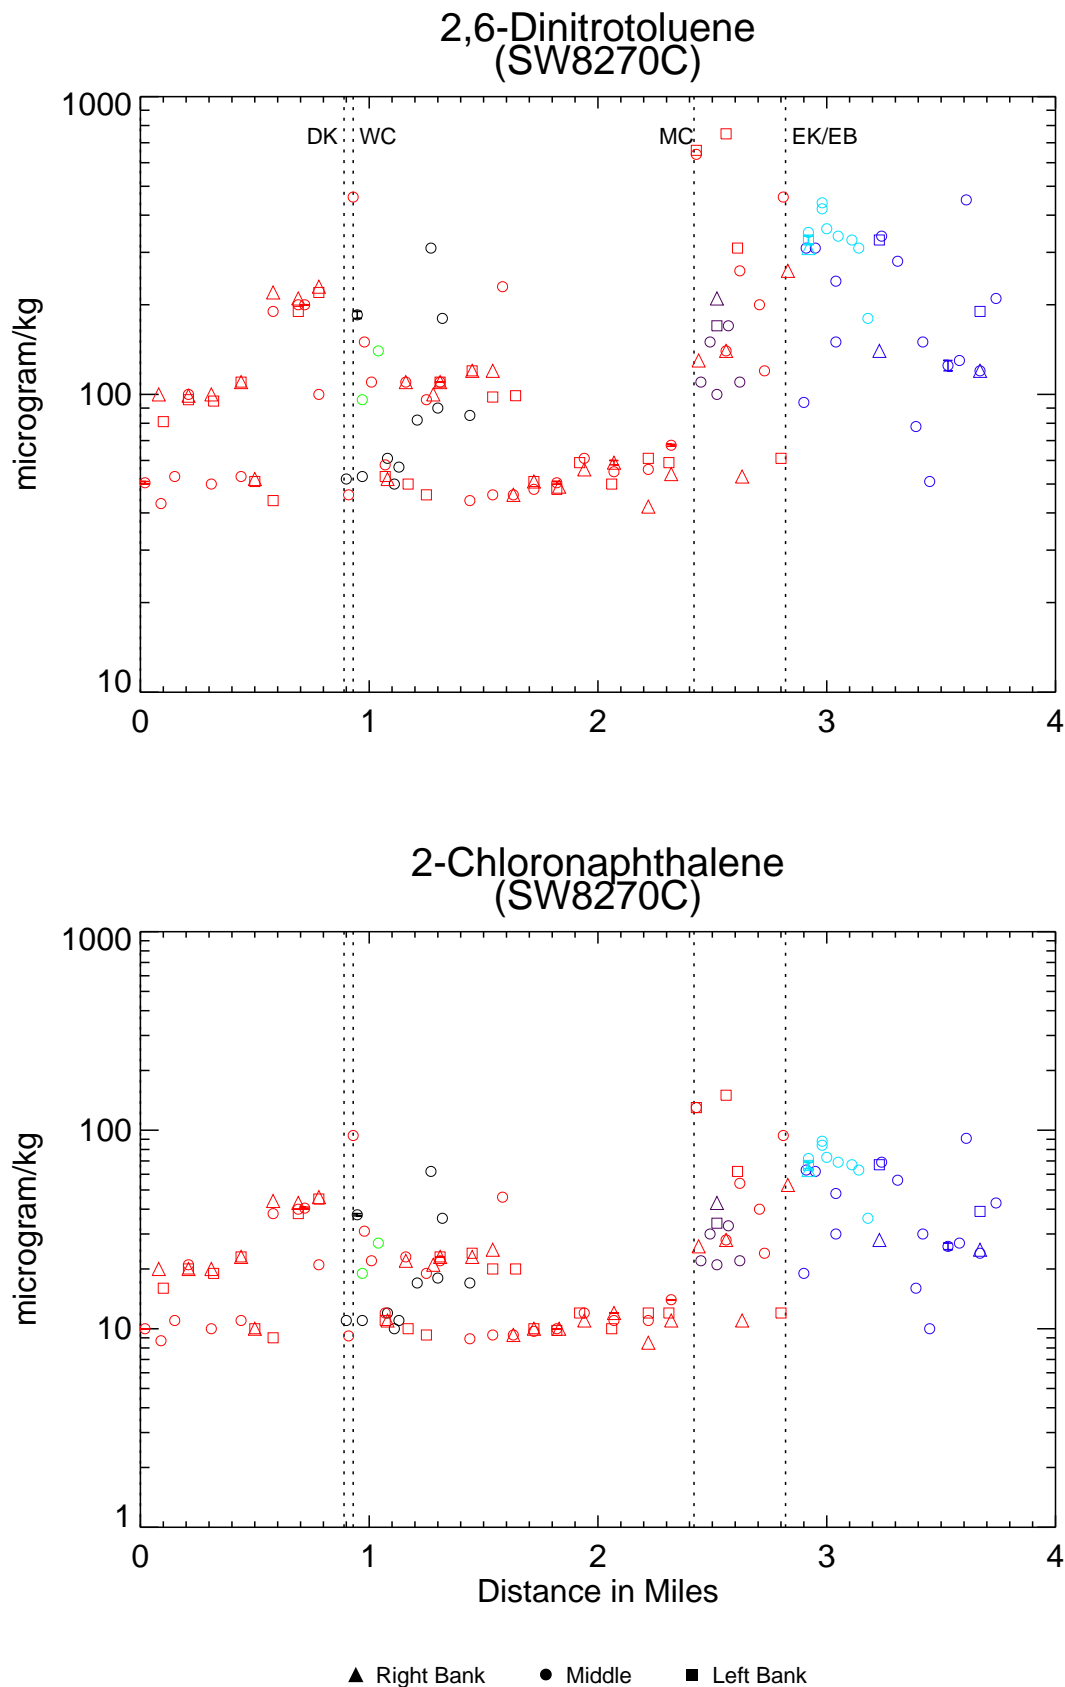 2,6-Dinitrotoluene
(SW8270C)
1000
DK WC MC EK/EB
microgram/kg
100
10
0 1 2 3 4
2-Chloronaphthalene
(SW8270C)
1000
100
microgram/kg
10
1
0 1 2 3 4
Distance in Miles
Right Bank Middle Left Bank